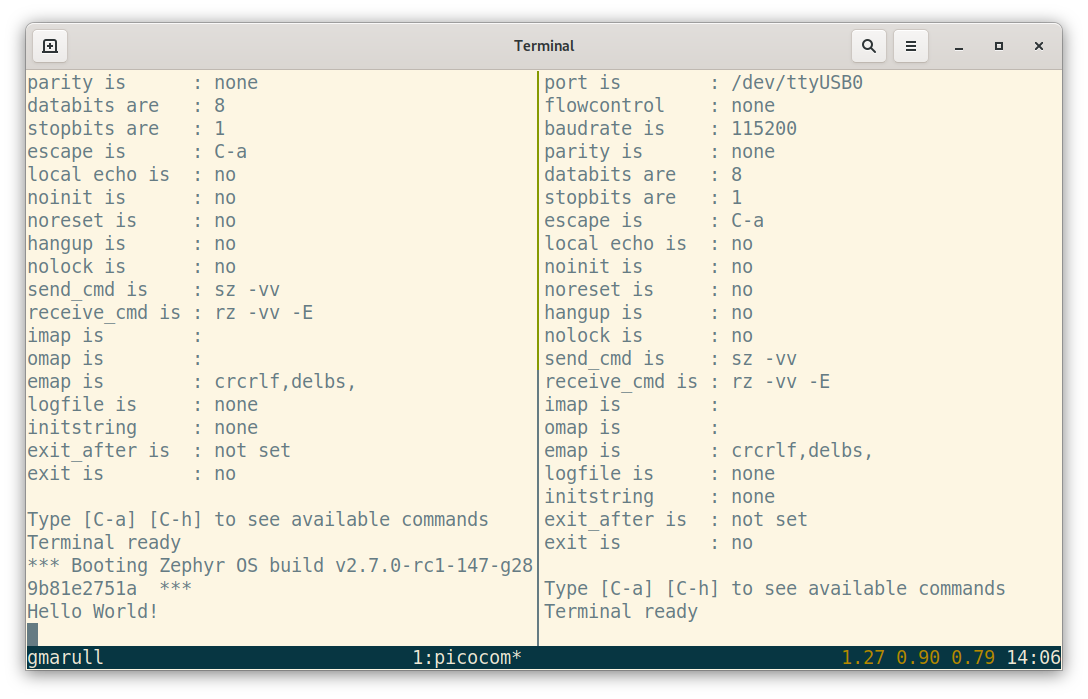 Terminal
parity is      : none
databits are   : 8
stopbits are   : 1
escape is      : C-a
local echo is  : no
noinit is      : no
noreset is     : no
hangup is      : no
nolock is      : no
send_cmd is    : sz -vv
receive_cmd is : rz -vv -E
imap is        :
omap is        :
emap is        : crcrlf,delbs,
logfile is     : none
initstring     : none
exit_after is  : not set
exit is        : no
Type [C-a] [C-h] to see available commands
Terminal ready
*** Booting Zephyr OS build v2.7.0-rc1-147-g28
9b81e2751a  ***
Hello World!
port is        : /dev/ttyUSB0
flowcontrol    : none
baudrate is    : 115200
parity is      : none
databits are   : 8
stopbits are   : 1
escape is      : C-a
local echo is  : no
noinit is      : no
noreset is     : no
hangup is      : no
nolock is      : no
send_cmd is    : sz -vv
receive_cmd is : rz -vv -E
imap is        :
omap is        :
emap is        : crcrlf,delbs,
logfile is     : none
initstring     : none
exit_after is  : not set
exit is        : no
Type [C-a] [C-h] to see available commands
Terminal ready
gmarull 1:picocom* 1.27 0.90 0.79 14:06